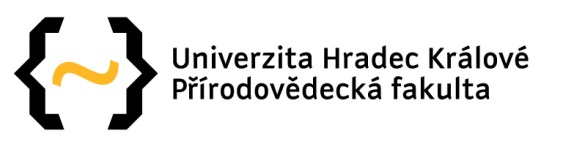 Univerzita Hradec Králové
Přírodovědecká fakulta